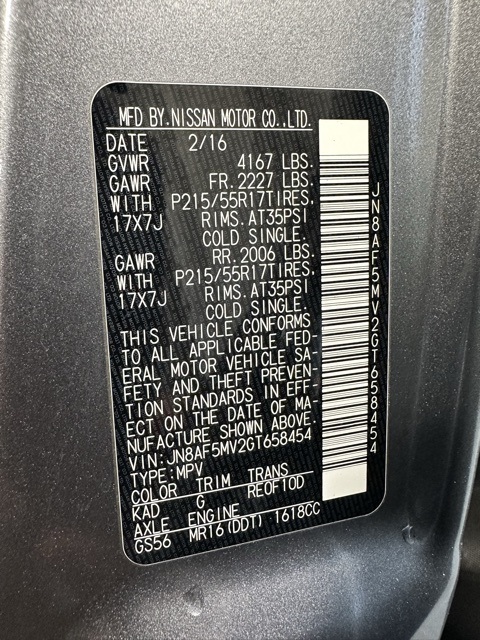 MFD BY.NISSAN MOTOR CO.,LTD.
DATE 2/16
GVWR 4167 LBS.
GAWR FR.2227 LBS.
WITH P215/55R17TIRES,
17X7J RIMS.AT35PSI
COLD SINGLE.
GAWR RR.2006 LBS.
WITH P215/55R17TIRES,
17X7J RIMS.AT35PSI
COLD SINGLE.
THIS VEHICLE CONFORMS
TO ALL APPLICABLE FED-
ERAL MOTOR VEHICLE SA-
FETY AND THEFT PREVEN-
TION STANDARDS IN EFF-
ECT ON THE DATE OF MA-
NUFACTURE SHOWN ABOVE.
VIN:JN8AF5MV2GT658454
TYPE:MPV
COLOR TRIM TRANS
KAD G REOF10D
AXLE ENGINE
GS56 MR16(DDT) 1618CC
JN8AF5MV2GT658454